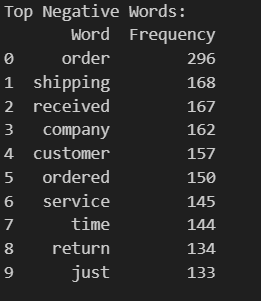 Top Negative Words:
Word Frequency
0 order 296
1 shipping 168
2 received 167
3 company 162
4 customer 157
5 ordered 150
6 service 145
7 time 144
8 return 134
9 just 133